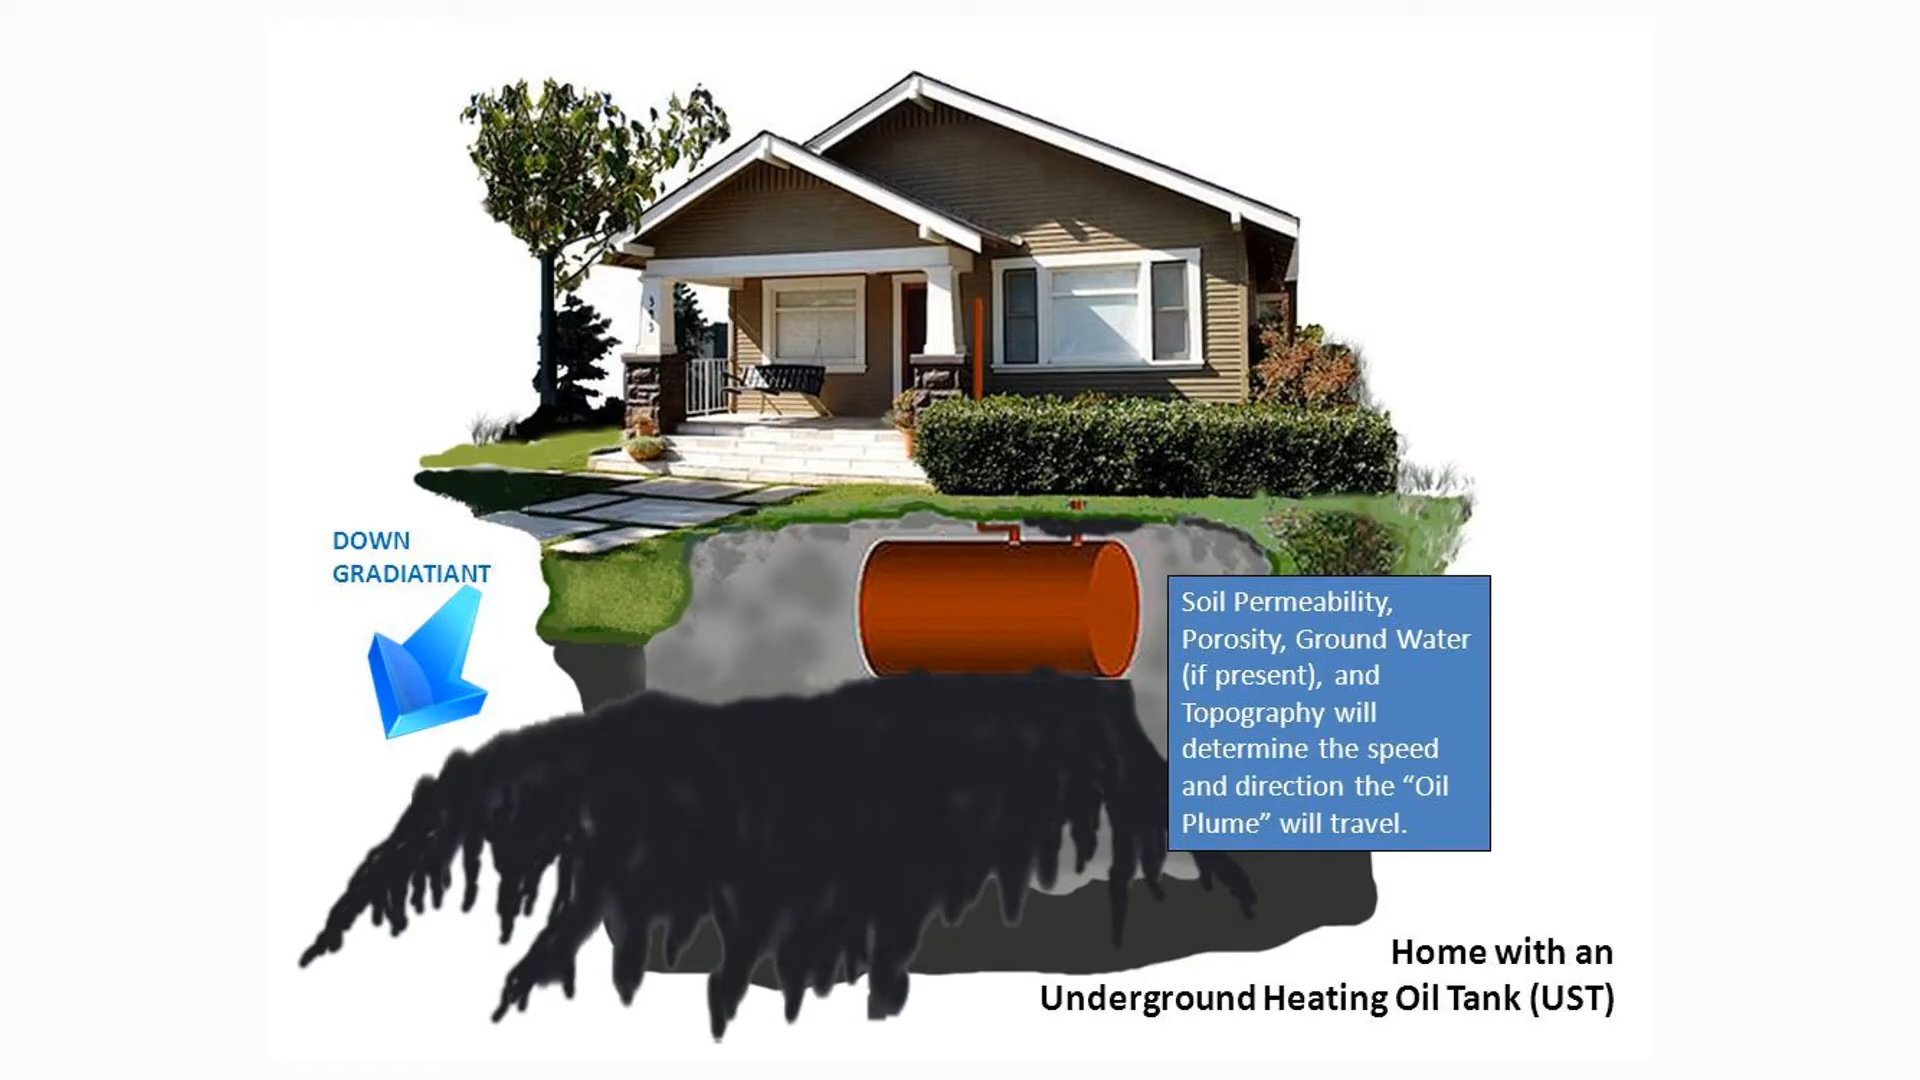 DOWN
GRADIATIANT
Soil Permeability,
Porosity, Ground Water
(if present), and
Topography will
determine the speed
and direction the “Oil
Plume” will travel.
Home with an
Underground Heating Oil Tank (UST)